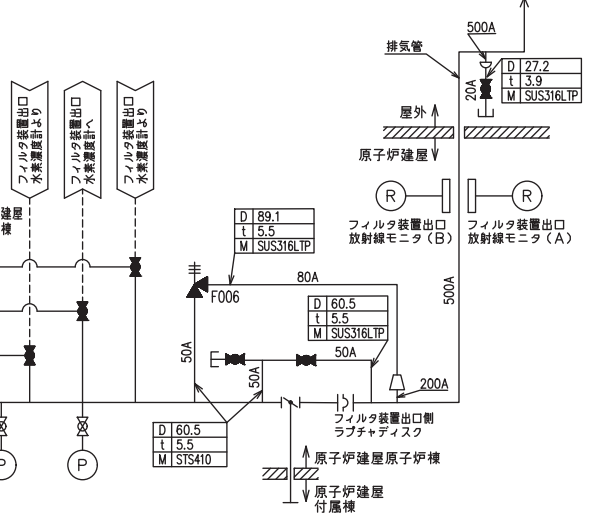 500A
排気管
D 27.2
t 3.9
M SUS316LTP
20A
屋外
原子炉建屋
フィルタ装置出口
水素濃度計より
フィルタ装置出口
水素濃度計へ
フィルタ装置出口
水素濃度計より
建屋
棟
R
R
フィルタ装置出口
放射線モニタ(B)
フィルタ装置出口
放射線モニタ(A)
D 89.1
t 5.5
M SUS316LTP
F006
80A
500A
D 60.5
t 5.5
M SUS316LTP
50A
50A
50A
200A
フィルタ装置出口側
ラプチャディスク
D 60.5
t 5.5
M STS410
P
P
原子炉建屋原子炉棟
原子炉建屋
付属棟